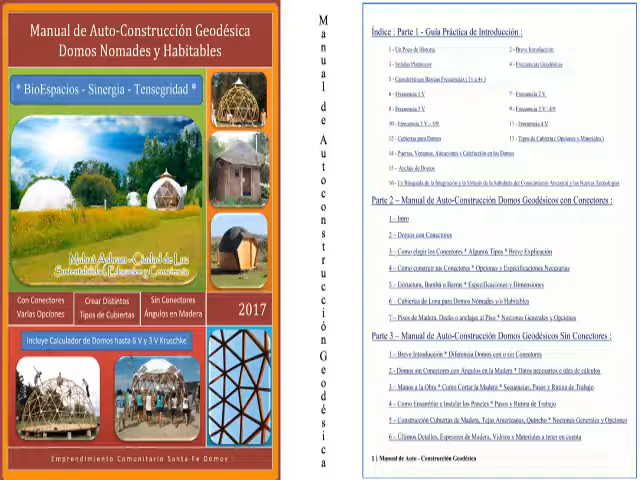 Manual de Auto-Construcción Geodésica
Domos Nomades y Habitables
* BioEspacios - Sinergia - Tensegridad *
Mahará Ashram - Ciudad de Luz
Sustentabilidad, Educación y Consciencia
Con Conectores
Varias Opciones
Crear Distintos
Tipos de Cubiertas
Sin Conectores
Ángulos en Madera
2017
Incluye Calculador de Domos hasta 6 V y 3 V Kruschke
Emprendimiento Comunitario Santa Fe Domos
Manual de Autoconstrucción Geodésica
Índice : Parte 1 - Guía Práctica de Introducción :
1 - Un Poco de Historia
2 - Breve Introducción
3 - Solidos Platónicos
4 - Frecuencias Geodésicas
5 - Características Básicas Frecuencias ( 1v a 4v )
6 - Frecuencia 1 V
7 - Frecuencia 2 V
8 - Frecuencia 3 V
9 - Frecuencia 3 V- 4/9
10 - Frecuencia 3 V – 5/9
11 - Frecuencia 4 V
12 - Cubiertas para Domos
13 - Tipos de Cubierta ( Opciones y Materiales )
14 - Puertas, Ventanas, Aireaciones y Calefacción en los Domos
15 - Anclaje de Domos
16 - La Búsqueda de la Integración y la Síntesis de la Sabiduría del Conocimiento Ancestral y las Nuevas Tecnologías
Parte 2 – Manual de Auto-Construcción Domos Geodésicos con Conectores :
1 – Intro
2 – Domos con Conectores
3 – Como elegir los Conectores * Algunos Tipos * Breve Explicación
4 – Como construir tus Conectores * Opciones y Especificaciones Necesarias
5 – Estructura, Bambú o Barras * Especificaciones y Dimensiones
6 – Cubiertas de Lona para Domos Nómades y/o Habitables
7 – Pisos de Madera, Decks o anclajes al Piso * Nociones Generales y Opciones
Parte 3 – Manual de Auto-Construcción Domos Geodésicos Sin Conectores :
1 – Breve Introducción * Diferencia Domos con o sin Conectores
2 - Domos sin Conectores con Ángulos en la Madera * Datos necesarios e idea de cálculos
3 – Manos a la Obra * Como Cortar la Madera * Secuencias, Pasos y Rutina de Trabajo
4 – Como Ensamblar e Instalar los Paneles * Pasos y Rutina de Trabajo
5 – Construcción Cubiertas de Madera, Tejas Americanas, Quincho * Nociones Generales y Opciones
6 – Últimos Detalles, Espesores de Madera, Vidrios y Materiales a tener en cuenta
1 | Manual de Auto - Construcción Geodésica